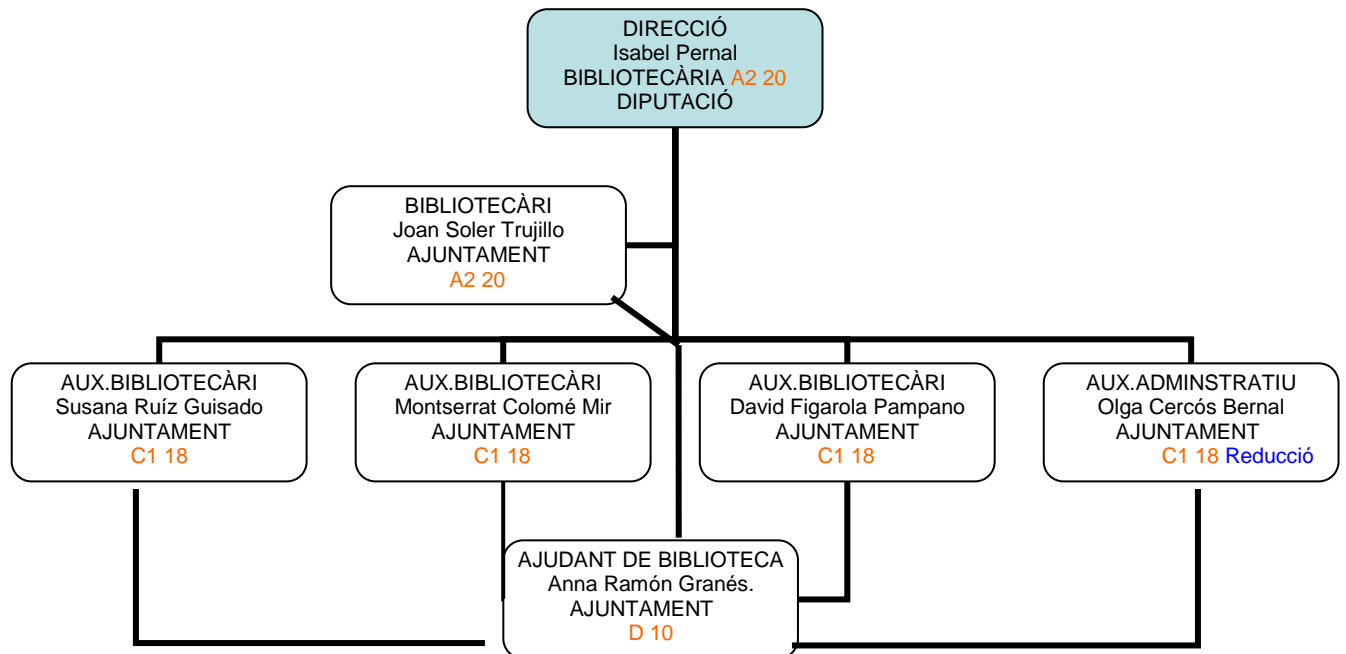 DIRECCIÓ
Isabel Pernal
BIBLIOTECÀRIA A2 20
DIPUTACIÓ
BIBLIOTECÀRI
Joan Soler Trujillo
AJUNTAMENT
A2 20
AUX.BIBLIOTECÀRI
Susana Ruíz Guisado
AJUNTAMENT
C1 18
AUX.BIBLIOTECÀRI
Montserrat Colomé Mir
AJUNTAMENT
C1 18
AUX.BIBLIOTECÀRI
David Figarola Pampano
AJUNTAMENT
C1 18
AUX.ADMINSTRATIU
Olga Cercós Bernal
AJUNTAMENT
C1 18 Reducció
AJUDANT DE BIBLIOTECA
Anna Ramón Granés.
AJUNTAMENT
D 10